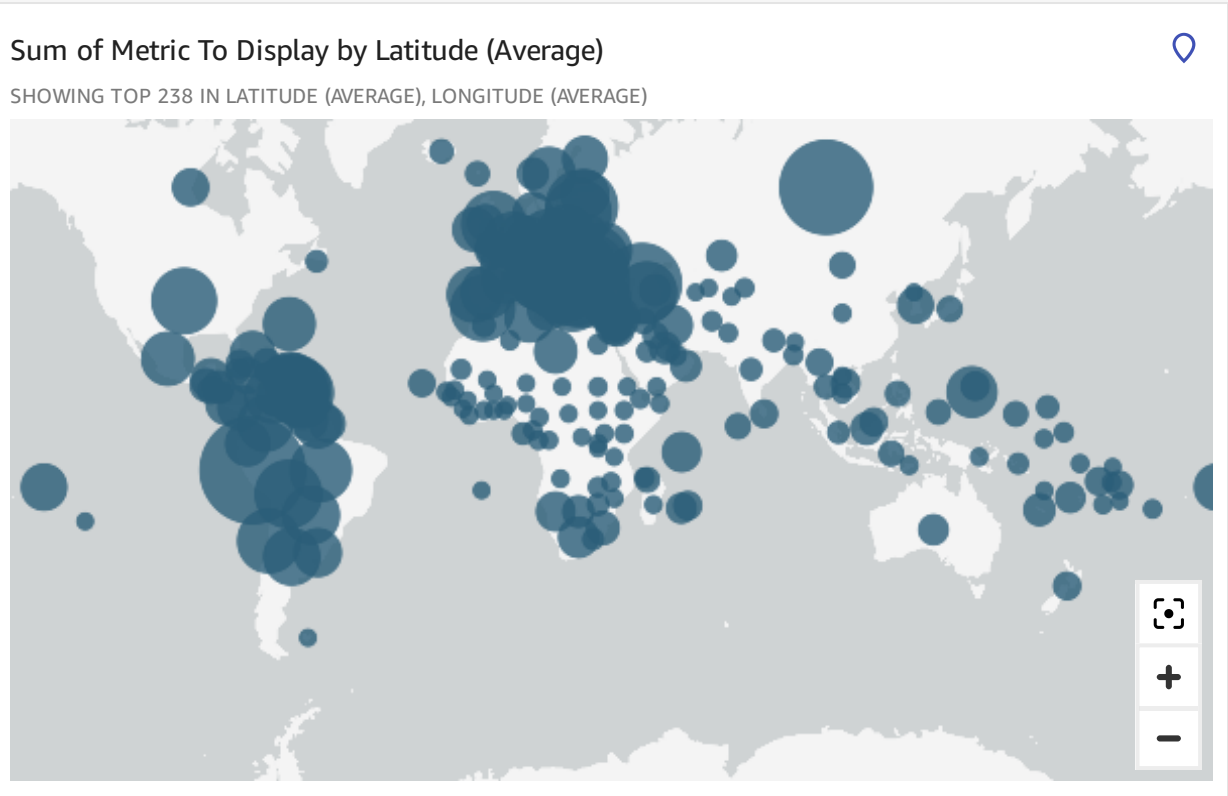 Sum of Metric To Display by Latitude (Average)
SHOWING TOP 238 IN LATITUDE (AVERAGE), LONGITUDE (AVERAGE)